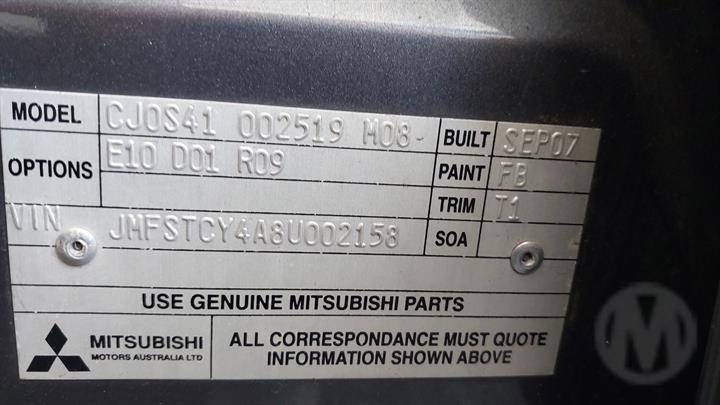 MODEL CJ0S41 002519 M08- BUILT SEP07
OPTIONS E10 D01 R09 PAINT FB
TRIM T1
VIN JMFSTCY4A8U002158 SOA
USE GENUINE MITSUBISHI PARTS
MITSUBISHI
MOTORS AUSTRALIA LTD
ALL CORRESPONDANCE MUST QUOTE
INFORMATION SHOWN ABOVE
M